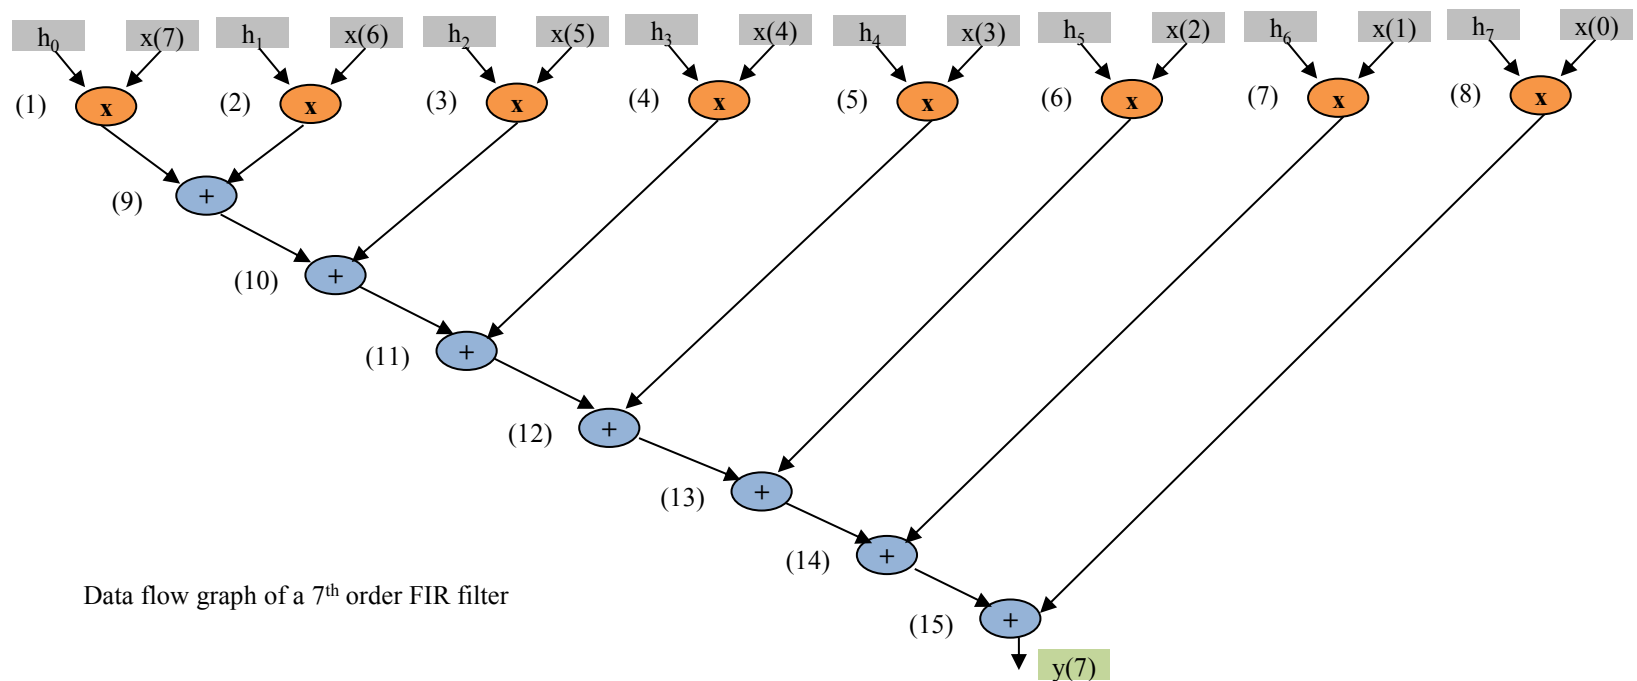 h₀ x(7) h₁ x(6) h₂ x(5) h₃ x(4) h₄ x(3) h₅ x(2) h₆ x(1) h₇ x(0)
(1) x (2) x (3) x (4) x (5) x (6) x (7) x (8) x
(9) +
(10) +
(11) +
(12) +
(13) +
(14) +
Data flow graph of a 7th order FIR filter
(15) +
y(7)